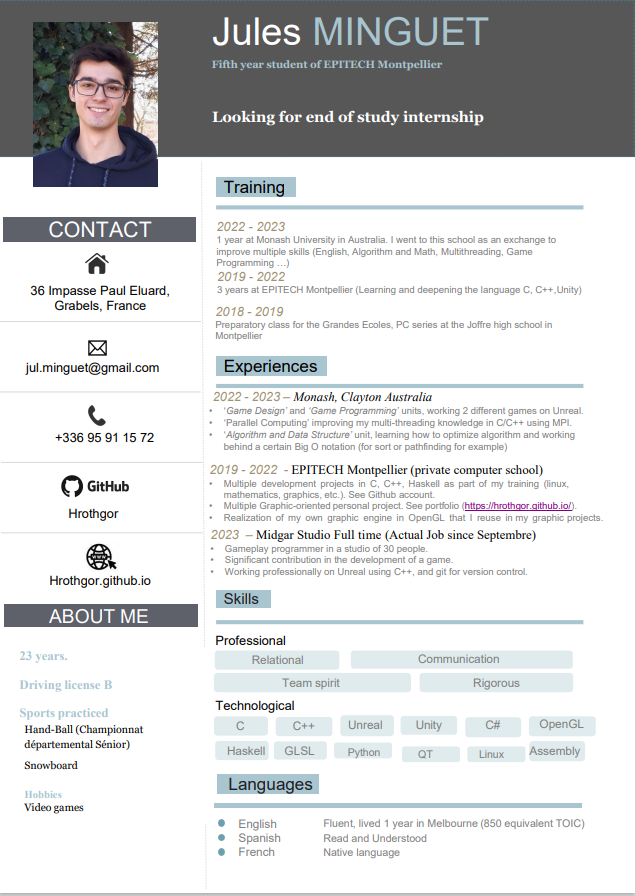 Jules MINGUET
Fifth year student of EPITECH Montpellier
Looking for end of study internship
CONTACT
36 Impasse Paul Eluard,
Grabels, France
jul.minguet@gmail.com
+336 95 91 15 72
GitHub
Hrothgor
WWW
Hrothgor.github.io
ABOUT ME
23 years.
Driving license B
Sports practiced
Hand-Ball (Championnat
départemental Sénior)
Snowboard
Hobbies
Video games
Training
2022 - 2023
1 year at Monash University in Australia. I went to this school as an exchange to
improve multiple skills (English, Algorithm and Math, Multithreading, Game
Programming ...)
2019 - 2022
3 years at EPITECH Montpellier (Learning and deepening the language C, C++,Unity)
2018 - 2019
Preparatory class for the Grandes Ecoles, PC series at the Joffre high school in
Montpellier
Experiences
2022 - 2023 – Monash, Clayton Australia
• 'Game Design' and 'Game Programming' units, working 2 different games on Unreal.
• 'Parallel Computing' improving my multi-threading knowledge in C/C++ using MPI.
• 'Algorithm and Data Structure' unit, learning how to optimize algorithm and working
behind a certain Big O notation (for sort or pathfinding for example)
2019 - 2022 - EPITECH Montpellier (private computer school)
• Multiple development projects in C, C++, Haskell as part of my training (linux,
mathematics, graphics, etc.). See Github account.
• Multiple Graphic-oriented personal project. See portfolio (https://hrothgor.github.io/).
• Realization of my own graphic engine in OpenGL that I reuse in my graphic projects.
2023 – Midgar Studio Full time (Actual Job since Septembre)
• Gameplay programmer in a studio of 30 people.
• Significant contribution in the development of a game.
• Working professionally on Unreal using C++, and git for version control.
Skills
Professional
Relational Communication
Team spirit Rigorous
Technological
C C++ Unreal Unity C# OpenGL
Haskell GLSL Python QT Linux Assembly
Languages
• English Fluent, lived 1 year in Melbourne (850 equivalent TOIC)
• Spanish Read and Understood
• French Native language